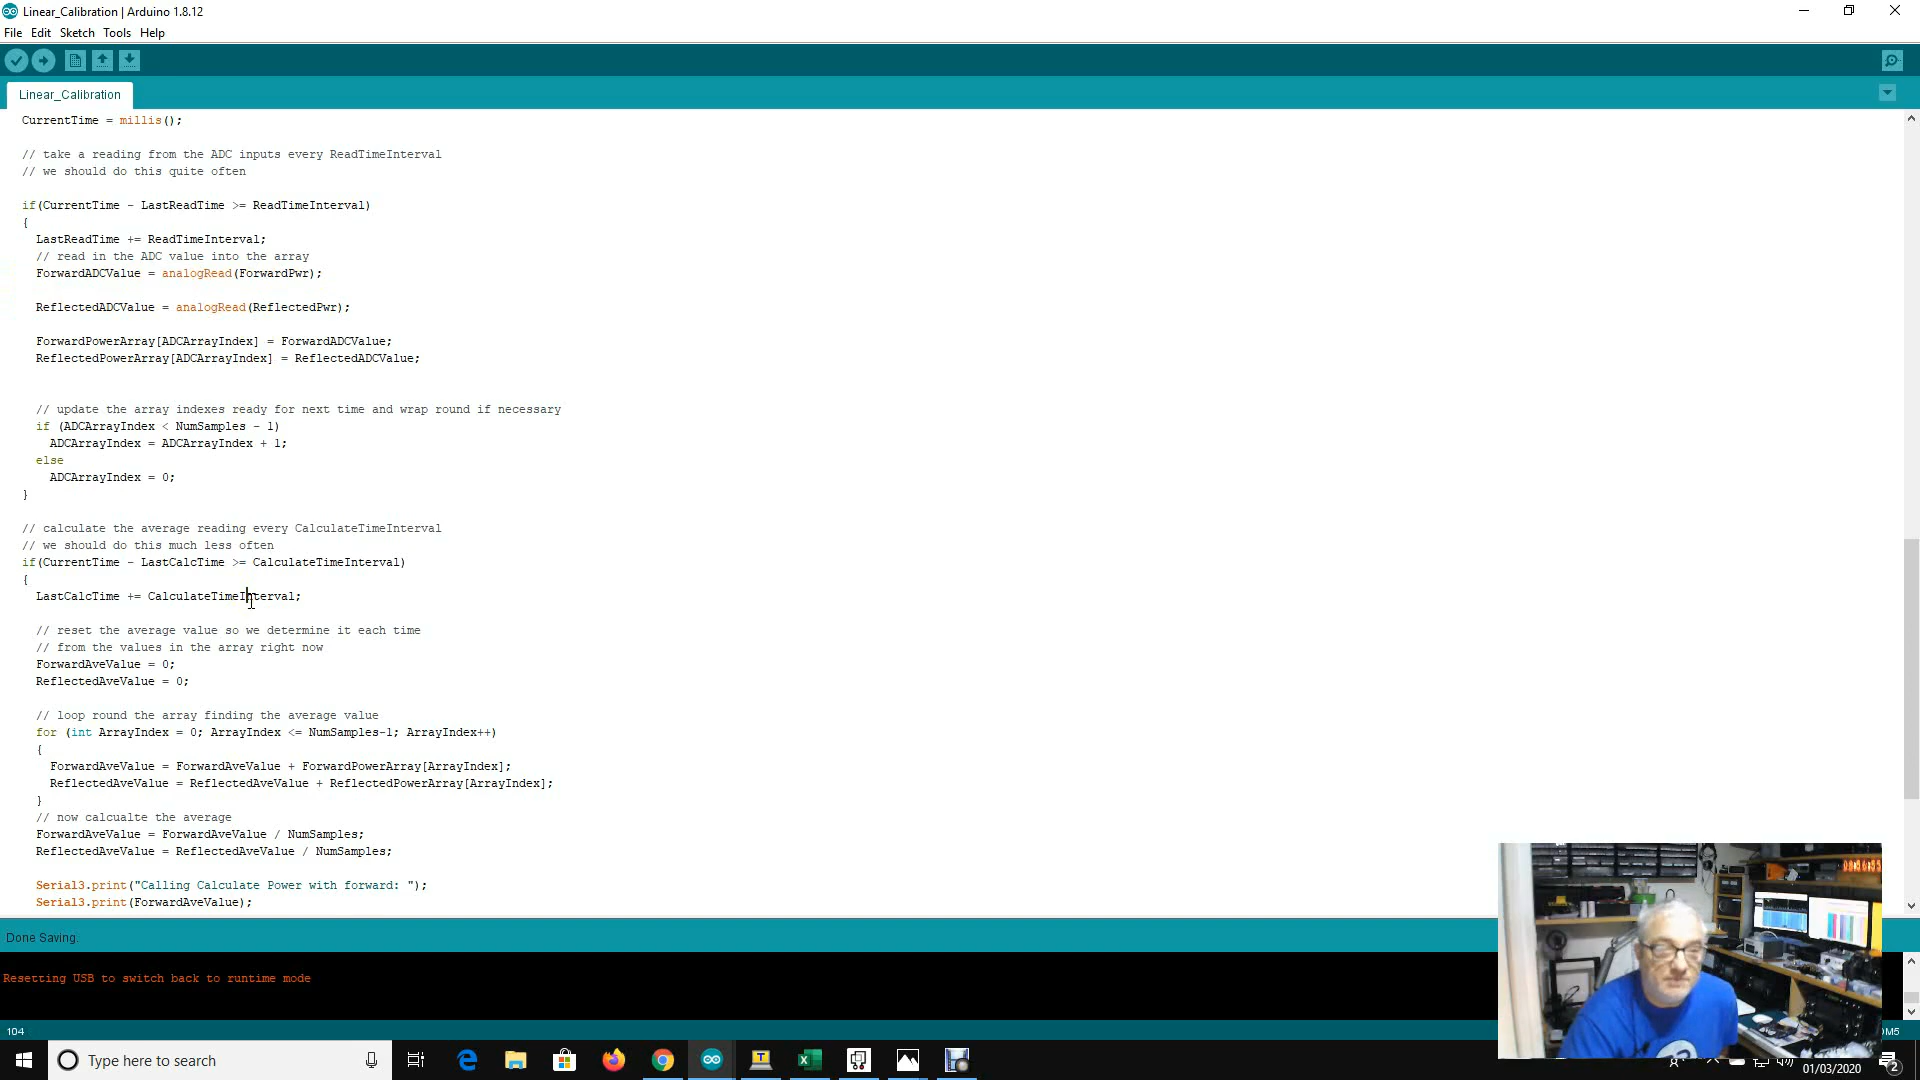 Linear_Calibration | Arduino 1.8.12
File Edit Sketch Tools Help
Linear_Calibration
CurrentTime = millis();
// take a reading from the ADC inputs every ReadTimeInterval
// we should do this quite often
if(CurrentTime - LastReadTime >= ReadTimeInterval)
{
LastReadTime += ReadTimeInterval;
// read in the ADC value into the array
ForwardADCValue = analogRead(ForwardPwr);
ReflectedADCValue = analogRead(ReflectedPwr);
ForwardPowerArray[ADCArrayIndex] = ForwardADCValue;
ReflectedPowerArray[ADCArrayIndex] = ReflectedADCValue;
// update the array indexes ready for next time and wrap round if necessary
if (ADCArrayIndex < NumSamples - 1)
ADCArrayIndex = ADCArrayIndex + 1;
else
ADCArrayIndex = 0;
}
// calculate the average reading every CalculateTimeInterval
// we should do this much less often
if(CurrentTime - LastCalcTime >= CalculateTimeInterval)
{
LastCalcTime += CalculateTimeInterval;
// reset the average value so we determine it each time
// from the values in the array right now
ForwardAveValue = 0;
ReflectedAveValue = 0;
// loop round the array finding the average value
for (int ArrayIndex = 0; ArrayIndex <= NumSamples-1; ArrayIndex++)
{
ForwardAveValue = ForwardAveValue + ForwardPowerArray[ArrayIndex];
ReflectedAveValue = ReflectedAveValue + ReflectedPowerArray[ArrayIndex];
}
// now calcualte the average
ForwardAveValue = ForwardAveValue / NumSamples;
ReflectedAveValue = ReflectedAveValue / NumSamples;
Serial3.print("Calling Calculate Power with forward: ");
Serial3.print(ForwardAveValue);
Done Saving.
Resetting USB to switch back to runtime mode
104
Type here to search
01/03/2020
2